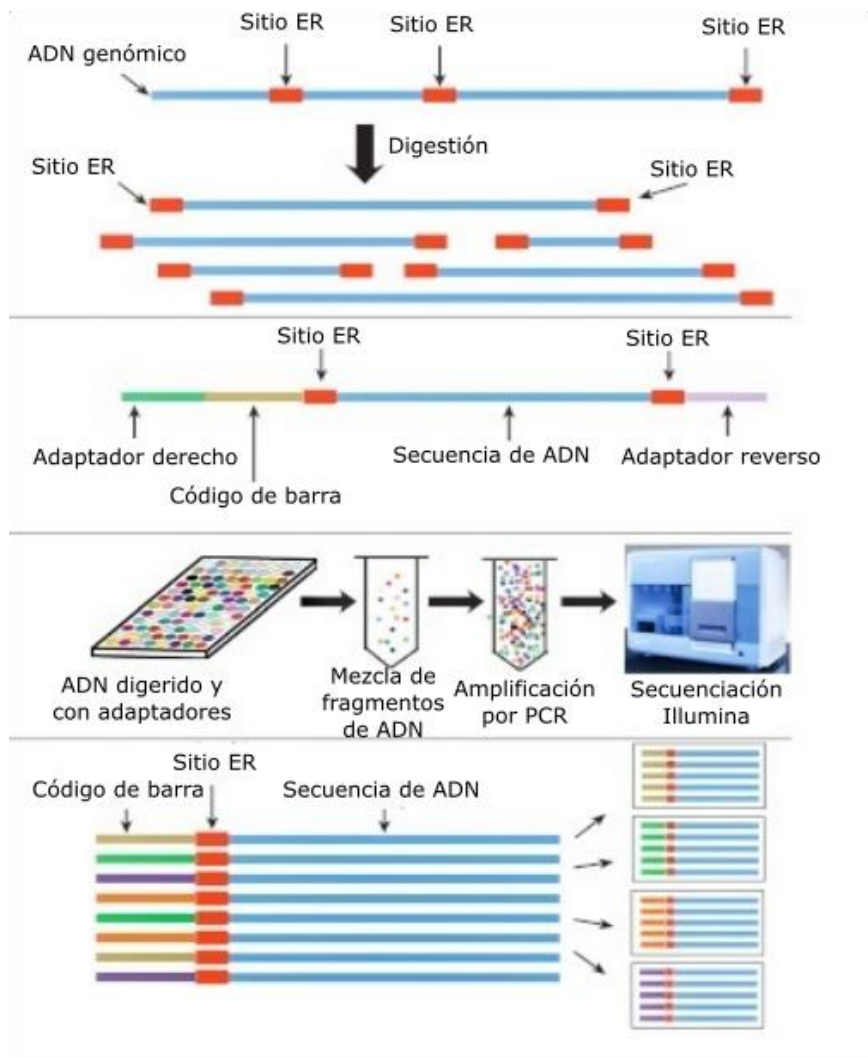 Sitio ER
Sitio ER
Sitio ER
ADN genómico
Digestión
Sitio ER
Sitio ER
Sitio ER
Sitio ER
Adaptador derecho
Secuencia de ADN
Adaptador reverso
Código de barra
ADN digerido y
con adaptadores
Mezcla de
fragmentos
de ADN
Amplificación
por PCR
Secuenciación
Illumina
Sitio ER
Código de barra
Secuencia de ADN